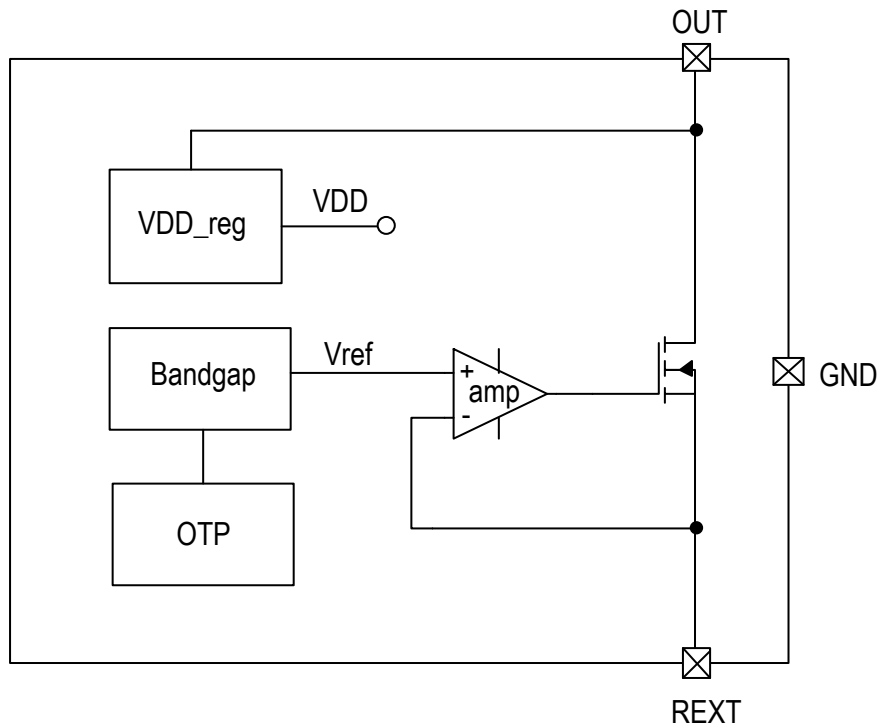 OUT
VDD_reg
VDD
Bandgap
Vref
+
amp
-
GND
OTP
REXT